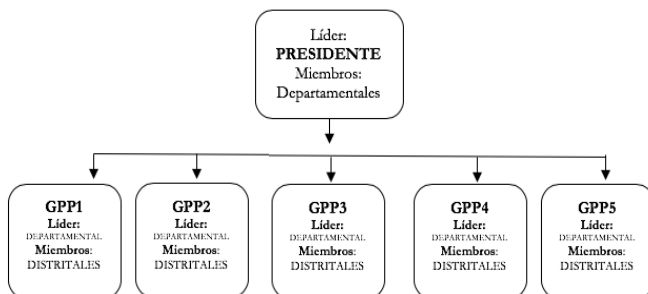 Líder:
PRESIDENTE
Miembros:
Departamentales
GPP1
Líder:
DEPARTAMENTAL
Miembros:
DISTRITALES
GPP2
Líder:
DEPARTAMENTAL
Miembros:
DISTRITALES
GPP3
Líder:
DEPARTAMENTAL
Miembros:
DISTRITALES
GPP4
Líder:
DEPARTAMENTAL
Miembros:
DISTRITALES
GPP5
Líder:
DEPARTAMENTAL
Miembros:
DISTRITALES